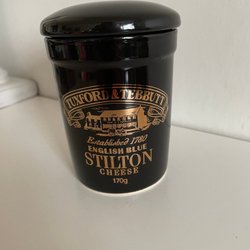 TUXFORD & TEBBUTT
Established 1780
ENGLISH BLUE
STILTON
CHEESE
170g